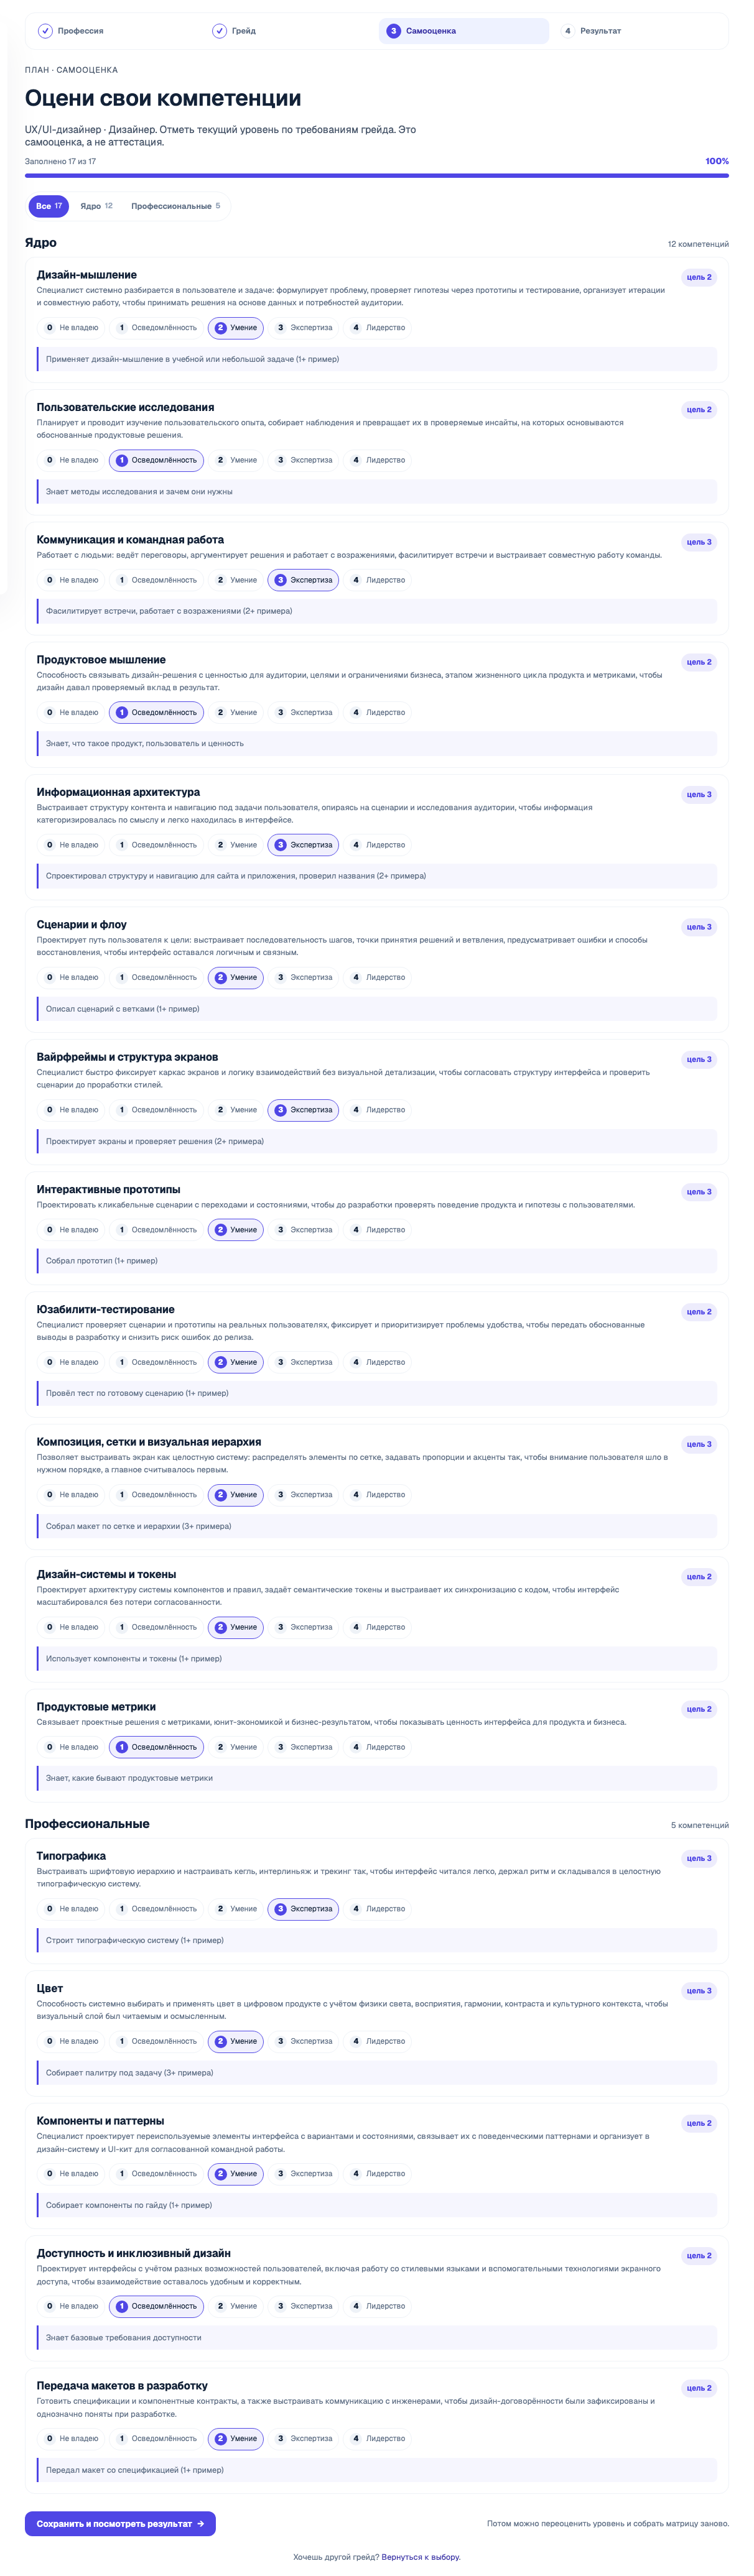 Профессия
Грейд
3 Самооценка
4 Результат
ПЛАН · САМООЦЕНКА
Оцени свои компетенции
UX/UI-дизайнер · Дизайнер. Отметь текущий уровень по требованиям грейда. Это
самооценка, а не аттестация.
Заполнено 17 из 17 100%
Все 17 Ядро 12 Профессиональные 5
Ядро 12 компетенций
Дизайн-мышление цель 2
Специалист системно разбирается в пользователе и задаче: формулирует проблему, проверяет гипотезы через прототипы и тестирование, организует итерации
и совместную работу, чтобы принимать решения на основе данных и потребностей аудитории.
0 Не владею 1 Осведомлённость 2 Умение 3 Экспертиза 4 Лидерство
Применяет дизайн-мышление в учебной или небольшой задаче (1+ пример)
Пользовательские исследования цель 2
Планирует и проводит изучение пользовательского опыта, собирает наблюдения и превращает их в проверяемые инсайты, на которых основываются
обоснованные продуктовые решения.
0 Не владею 1 Осведомлённость 2 Умение 3 Экспертиза 4 Лидерство
Знает методы исследования и зачем они нужны
Коммуникация и командная работа цель 3
Работает с людьми: ведёт переговоры, аргументирует решения и работает с возражениями, фасилитирует встречи и выстраивает совместную работу команды.
0 Не владею 1 Осведомлённость 2 Умение 3 Экспертиза 4 Лидерство
Фасилитирует встречи, работает с возражениями (2+ примера)
Продуктовое мышление цель 2
Способность связывать дизайн-решения с ценностью для аудитории, целями и ограничениями бизнеса, этапом жизненного цикла продукта и метриками, чтобы
дизайн давал проверяемый вклад в результат.
0 Не владею 1 Осведомлённость 2 Умение 3 Экспертиза 4 Лидерство
Знает, что такое продукт, пользователь и ценность
Информационная архитектура цель 3
Выстраивает структуру контента и навигацию под задачи пользователя, опираясь на сценарии и исследования аудитории, чтобы информация
категоризировалась по смыслу и легко находилась в интерфейсе.
0 Не владею 1 Осведомлённость 2 Умение 3 Экспертиза 4 Лидерство
Спроектировал структуру и навигацию для сайта и приложения, проверил названия (2+ примера)
Сценарии и флоу цель 3
Проектирует путь пользователя к цели: выстраивает последовательность шагов, точки принятия решений и ветвления, предусматривает ошибки и способы
восстановления, чтобы интерфейс оставался логичным и связным.
0 Не владею 1 Осведомлённость 2 Умение 3 Экспертиза 4 Лидерство
Описал сценарий с ветками (1+ пример)
Вайрфреймы и структура экранов цель 3
Специалист быстро фиксирует каркас экранов и логику взаимодействий без визуальной детализации, чтобы согласовать структуру интерфейса и проверить
сценарии до проработки стилей.
0 Не владею 1 Осведомлённость 2 Умение 3 Экспертиза 4 Лидерство
Проектирует экраны и проверяет решения (2+ примера)
Интерактивные прототипы цель 3
Проектировать кликабельные сценарии с переходами и состояниями, чтобы до разработки проверять поведение продукта и гипотезы с пользователями.
0 Не владею 1 Осведомлённость 2 Умение 3 Экспертиза 4 Лидерство
Собрал прототип (1+ пример)
Юзабилити-тестирование цель 2
Специалист проверяет сценарии и прототипы на реальных пользователях, фиксирует и приоритизирует проблемы удобства, чтобы передать обоснованные
выводы в разработку и снизить риск ошибок до релиза.
0 Не владею 1 Осведомлённость 2 Умение 3 Экспертиза 4 Лидерство
Провёл тест по готовому сценарию (1+ пример)
Композиция, сетки и визуальная иерархия цель 3
Позволяет выстраивать экран как целостную систему: распределять элементы по сетке, задавать пропорции и акценты так, чтобы внимание пользователя шло в
нужном порядке, а главное считывалось первым.
0 Не владею 1 Осведомлённость 2 Умение 3 Экспертиза 4 Лидерство
Собрал макет по сетке и иерархии (3+ примера)
Дизайн-системы и токены цель 2
Проектирует архитектуру системы компонентов и правил, задаёт семантические токены и выстраивает их синхронизацию с кодом, чтобы интерфейс
масштабировался без потери согласованности.
0 Не владею 1 Осведомлённость 2 Умение 3 Экспертиза 4 Лидерство
Использует компоненты и токены (1+ пример)
Продуктовые метрики цель 2
Связывает проектные решения с метриками, юнит-экономикой и бизнес-результатом, чтобы показывать ценность интерфейса для продукта и бизнеса.
0 Не владею 1 Осведомлённость 2 Умение 3 Экспертиза 4 Лидерство
Знает, какие бывают продуктовые метрики
Профессиональные 5 компетенций
Типографика цель 3
Выстраивать шрифтовую иерархию и настраивать кегль, интерлиньяж и трекинг так, чтобы интерфейс читался легко, держал ритм и складывался в целостную
типографическую систему.
0 Не владею 1 Осведомлённость 2 Умение 3 Экспертиза 4 Лидерство
Строит типографическую систему (1+ пример)
Цвет цель 3
Способность системно выбирать и применять цвет в цифровом продукте с учётом физики света, восприятия, гармонии, контраста и культурного контекста, чтобы
визуальный слой был читаемым и осмысленным.
0 Не владею 1 Осведомлённость 2 Умение 3 Экспертиза 4 Лидерство
Собирает палитру под задачу (3+ примера)
Компоненты и паттерны цель 2
Специалист проектирует переиспользуемые элементы интерфейса с вариантами и состояниями, связывает их с поведенческими паттернами и организует в
дизайн-систему и UI-kit для согласованной командной работы.
0 Не владею 1 Осведомлённость 2 Умение 3 Экспертиза 4 Лидерство
Собирает компоненты по гайду (1+ пример)
Доступность и инклюзивный дизайн цель 2
Проектирует интерфейсы с учётом разных возможностей пользователей, включая работу со стилевыми языками и вспомогательными технологиями экранного
доступа, чтобы взаимодействие оставалось удобным и корректным.
0 Не владею 1 Осведомлённость 2 Умение 3 Экспертиза 4 Лидерство
Знает базовые требования доступности
Передача макетов в разработку цель 2
Готовить спецификации и компонентные контракты, а также выстраивать коммуникацию с инженерами, чтобы дизайн-договорённости были зафиксированы и
однозначно поняты при разработке.
0 Не владею 1 Осведомлённость 2 Умение 3 Экспертиза 4 Лидерство
Передал макет со спецификацией (1+ пример)
Сохранить и посмотреть результат → Потом можно переоценить уровень и собрать матрицу заново.
Хочешь другой грейд? Вернуться к выбору.